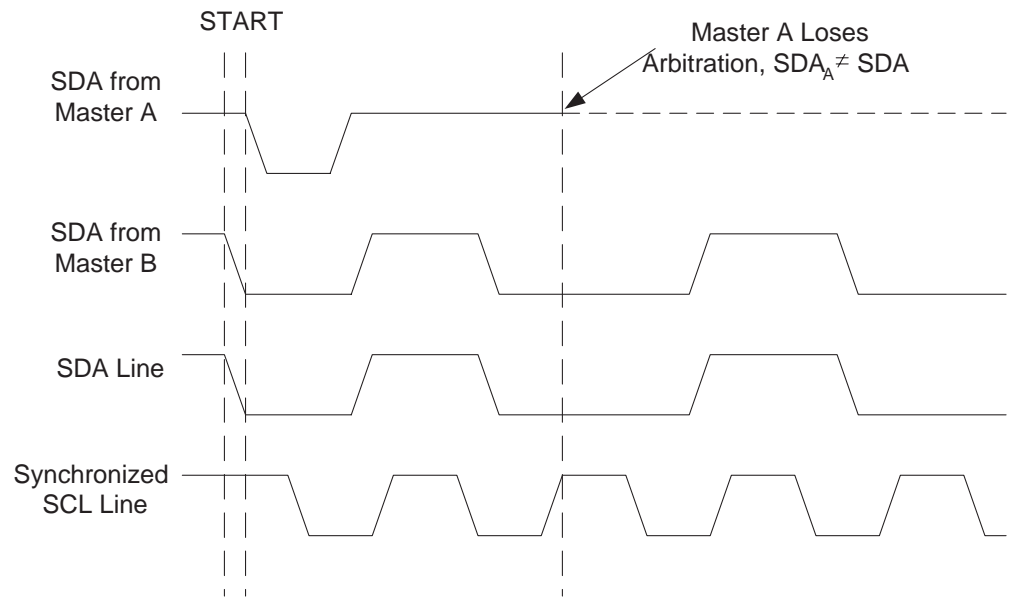 START
Master A Loses
Arbitration, SDA_A ≠ SDA
SDA from
Master A
SDA from
Master B
SDA Line
Synchronized
SCL Line